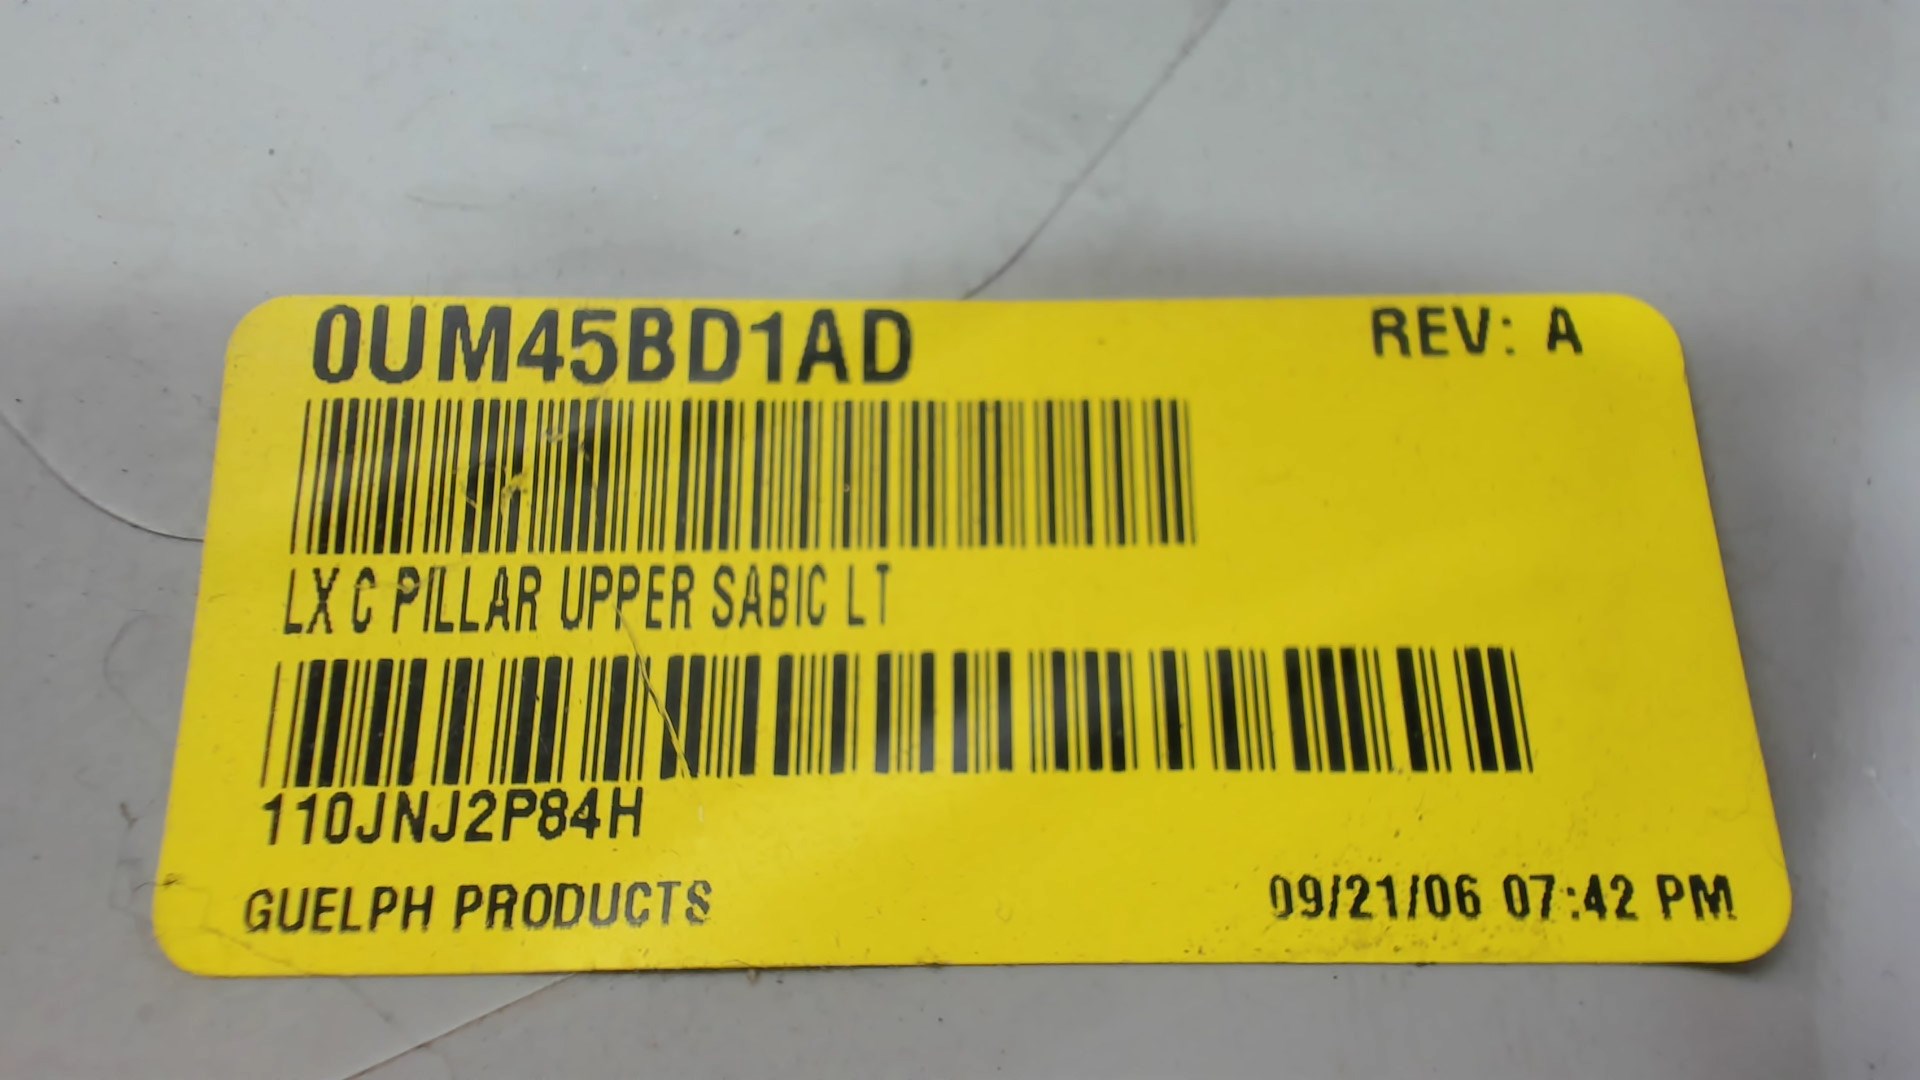 0UM45BD1AD
REV: A
LX C PILLAR UPPER SABIC LT
110JNJ2P84H
GUELPH PRODUCTS
09/21/06 07:42 PM